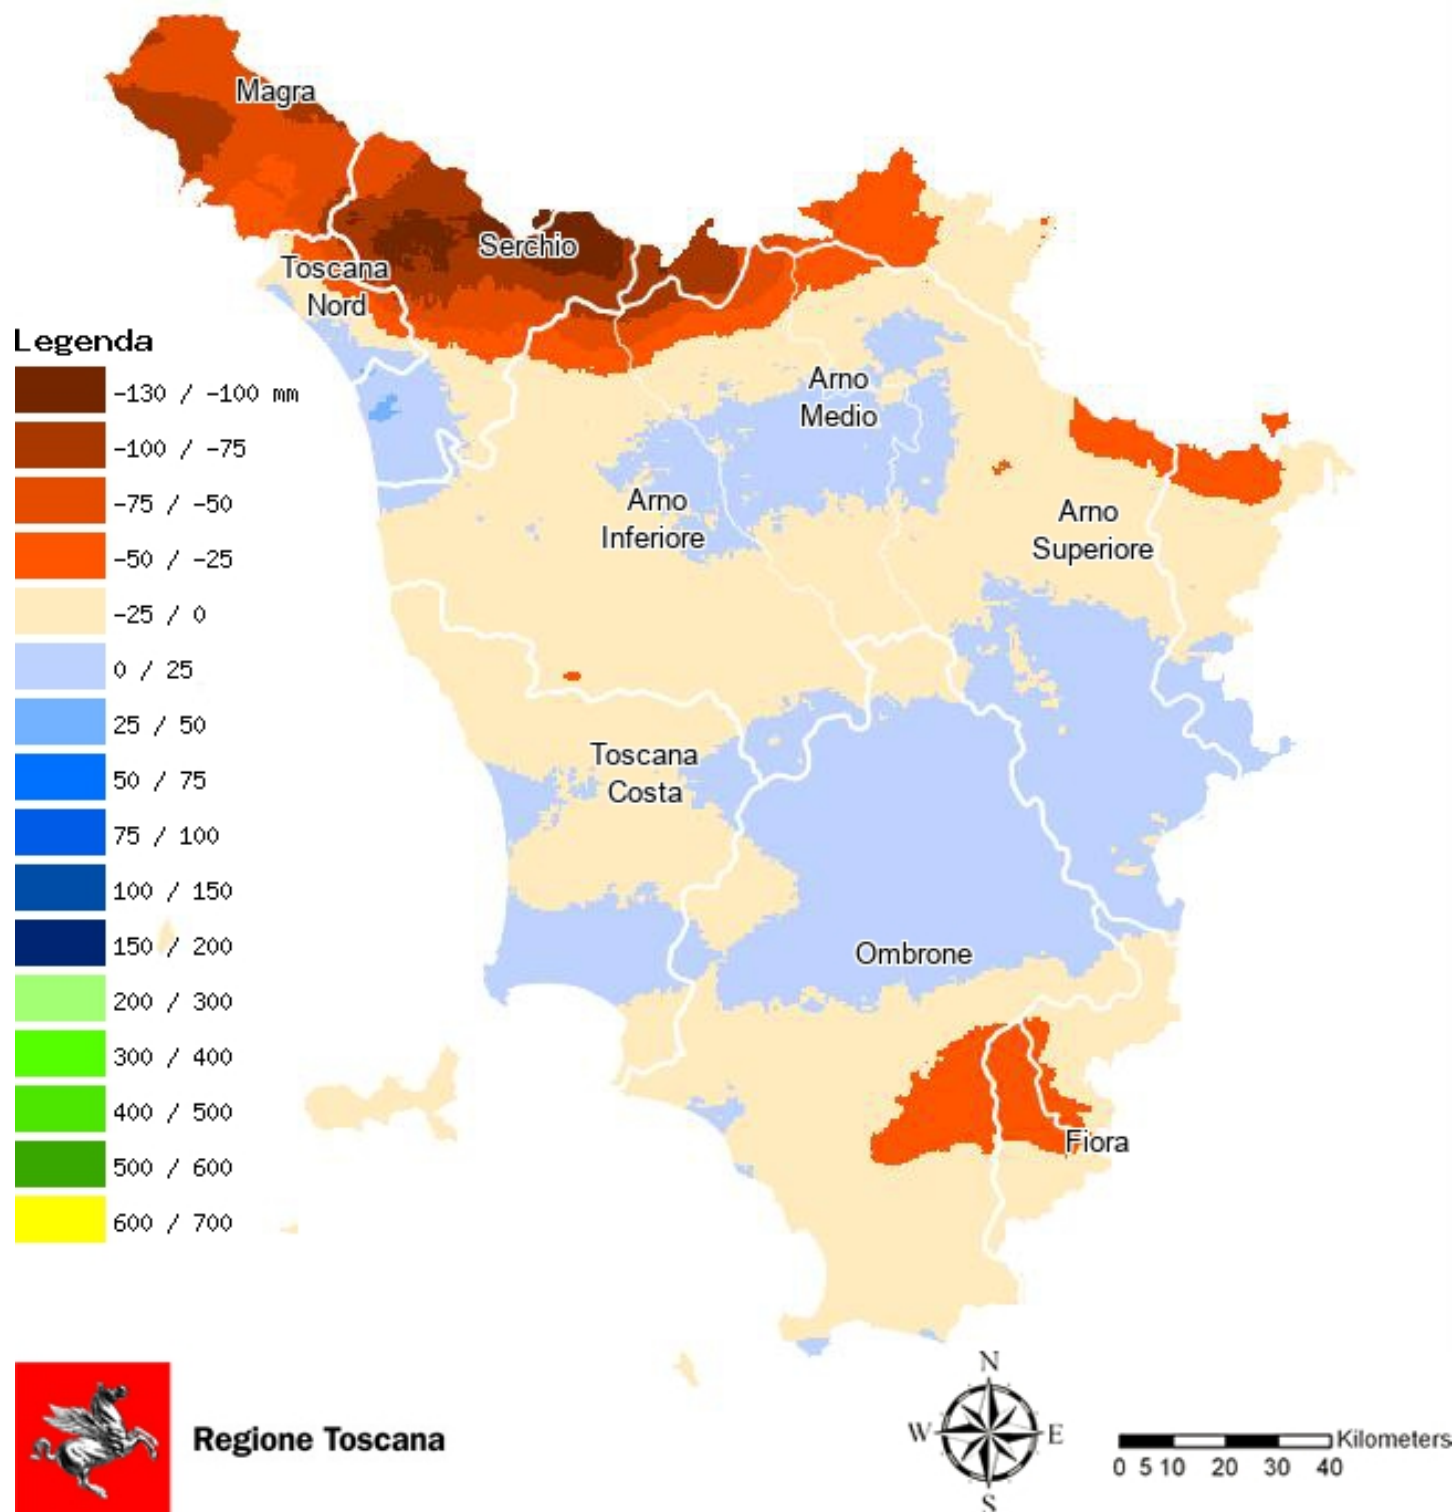 Magra
Serchio
Toscana
Nord
Legenda
-130 / -100 mm
-100 / -75
-75 / -50
-50 / -25
-25 / 0
0 / 25
25 / 50
50 / 75
75 / 100
100 / 150
150 / 200
200 / 300
300 / 400
400 / 500
500 / 600
600 / 700
Arno
Medio
Arno
Inferiore
Arno
Superiore
Toscana
Costa
Ombrone
Fiora
Regione Toscana
N
W E
S
Kilometers
0 5 10 20 30 40